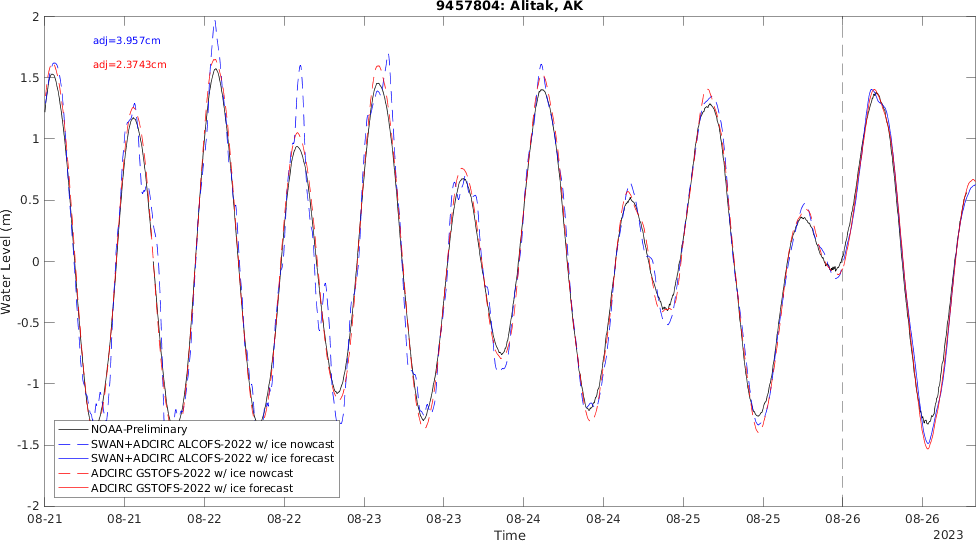 9457804: Alitak, AK
adj=3.957cm
adj=2.3743cm
2
1.5
1
0.5
0
-0.5
-1
-1.5
-2
Water Level (m)
NOAA-Preliminary
SWAN+ADCIRC ALCOFS-2022 w/ ice nowcast
SWAN+ADCIRC ALCOFS-2022 w/ ice forecast
ADCIRC GSTOFS-2022 w/ ice nowcast
ADCIRC GSTOFS-2022 w/ ice forecast
08-21 08-21 08-22 08-22 08-23 08-23 08-24 08-24 08-25 08-25 08-26 08-26
Time
2023